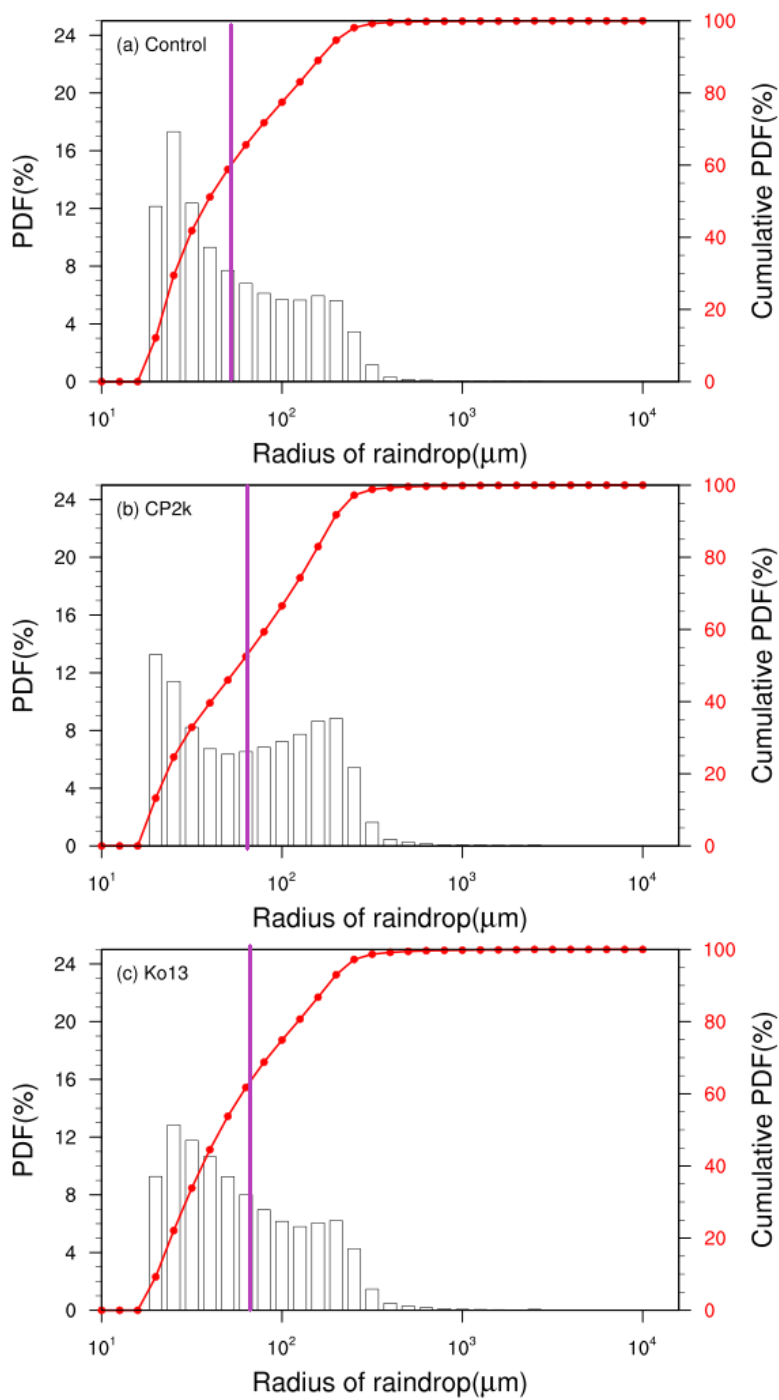 (a) Control
PDF(%)
24
20
16
12
8
4
0
100
80
60
40
20
0
Cumulative PDF(%)
10¹ 10² 10³ 10⁴
Radius of raindrop(μm)
(b) CP2k
PDF(%)
24
20
16
12
8
4
0
100
80
60
40
20
0
Cumulative PDF(%)
10¹ 10² 10³ 10⁴
Radius of raindrop(μm)
(c) Ko13
PDF(%)
24
20
16
12
8
4
0
100
80
60
40
20
0
Cumulative PDF(%)
10¹ 10² 10³ 10⁴
Radius of raindrop(μm)